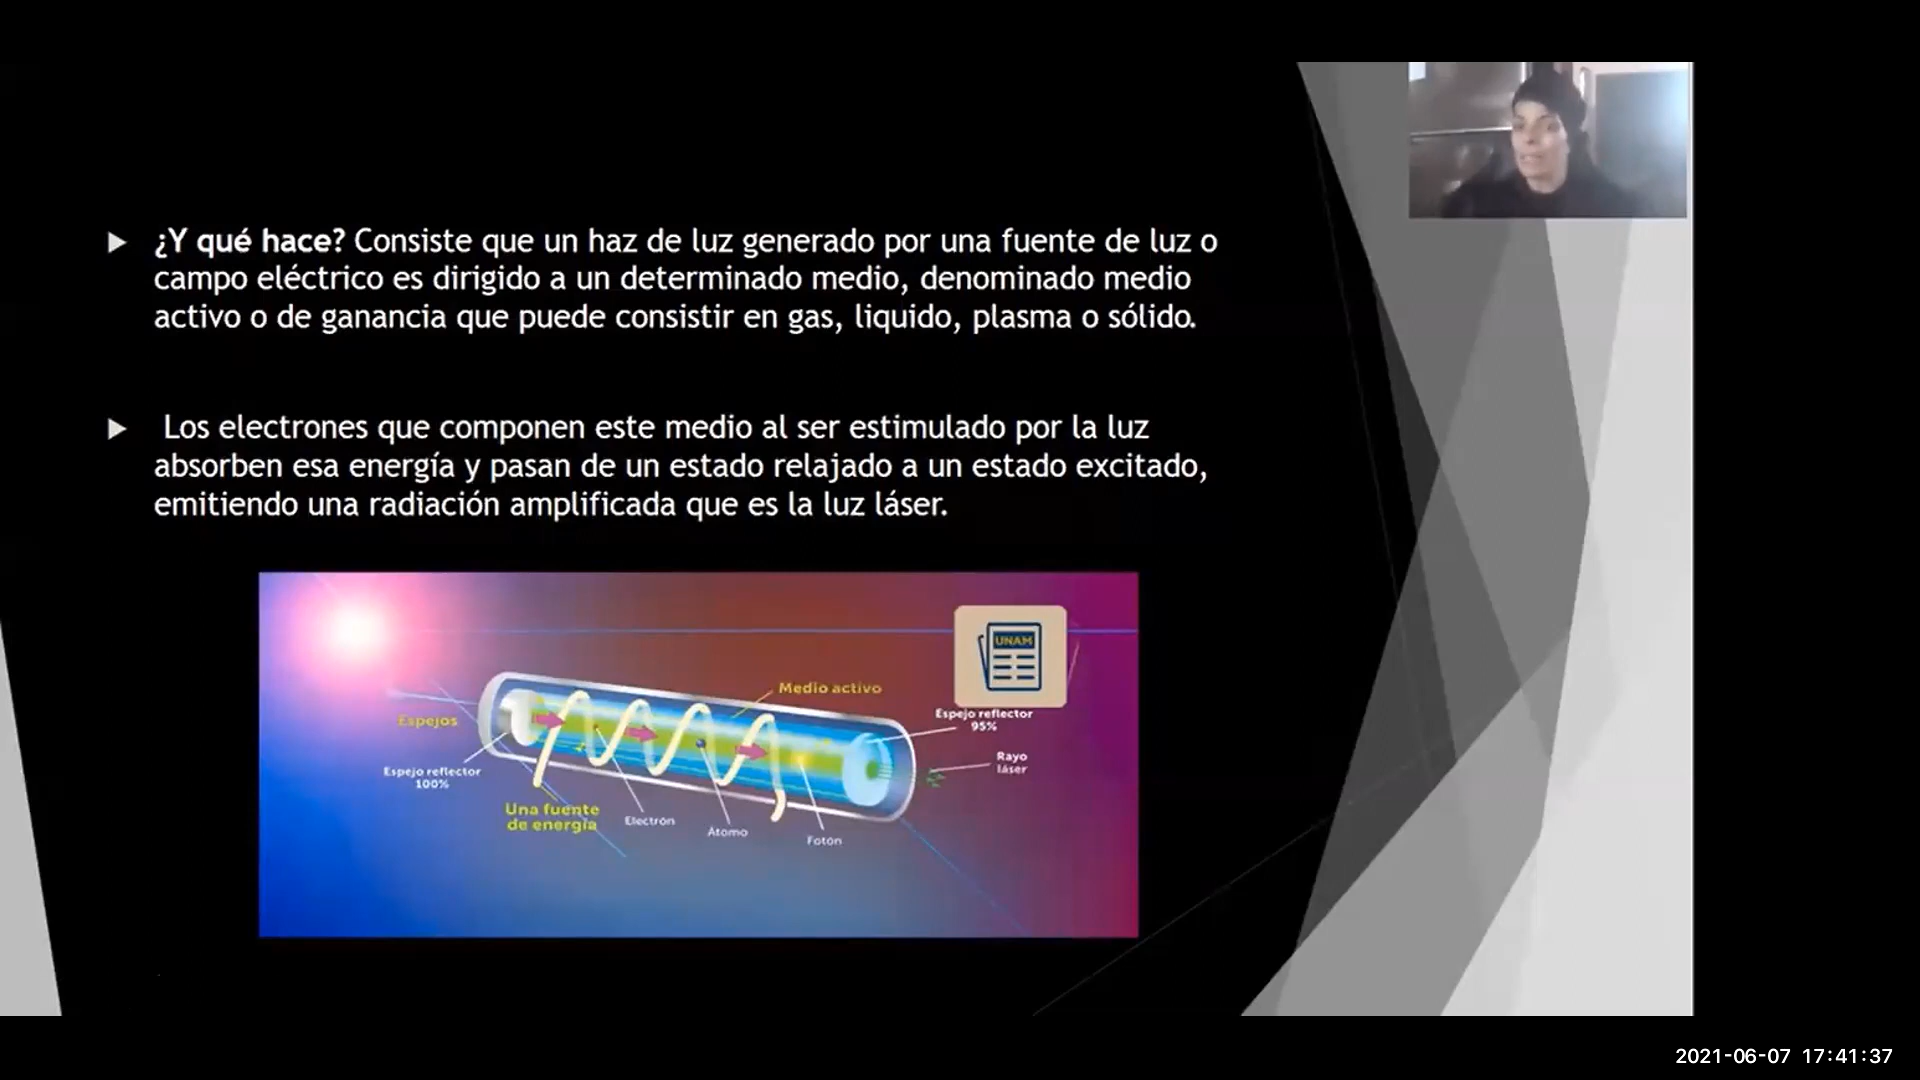 ¿Y qué hace? Consiste que un haz de luz generado por una fuente de luz o
campo eléctrico es dirigido a un determinado medio, denominado medio
activo o de ganancia que puede consistir en gas, liquido, plasma o sólido.
Los electrones que componen este medio al ser estimulado por la luz
absorben esa energía y pasan de un estado relajado a un estado excitado,
emitiendo una radiación amplificada que es la luz láser.
UNAM
Medio activo
Espejo reflector
95%
Espejos
Rayo
láser
Espejo reflector
100%
Una fuente
de energía
Electrón
Átomo
Fotón
2021-06-07 17:41:37